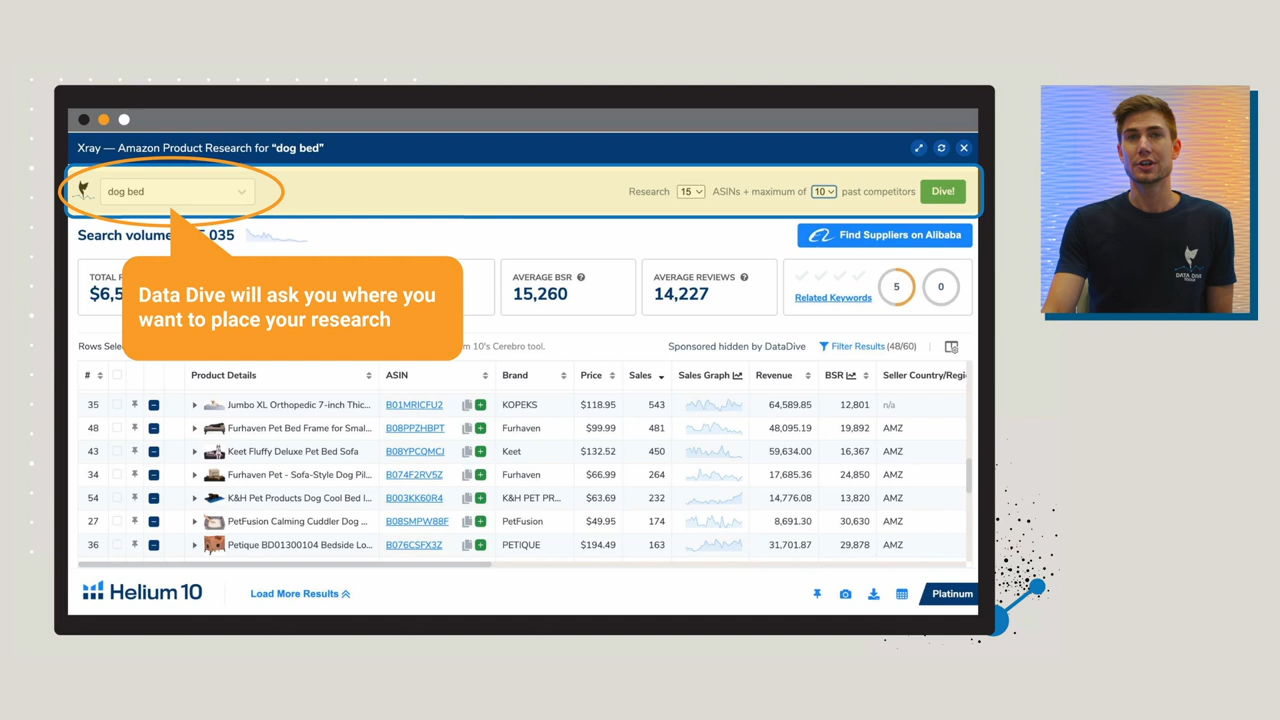 Xray — Amazon Product Research for “dog bed”
dog bed
Research 15 ASINs + maximum of 10 past competitors Dive!
Search volume 5,035
Find Suppliers on Alibaba
TOTAL
$6,5
AVERAGE BSR
15,260
AVERAGE REVIEWS
14,227
Related Keywords
5
0
Data Dive will ask you where you
want to place your research
Rows Sele m 10's Cerebro tool. Sponsored hidden by DataDive Filter Results (48/60)
# Product Details ASIN Brand Price Sales Sales Graph Revenue BSR Seller Country/Regi
35 Jumbo XL Orthopedic 7-inch Thic... B01MRICFU2 KOPEKS $118.95 543 64,589.85 12,801 n/a
48 Furhaven Pet Bed Frame for Smal... B08PPZHBPT Furhaven $99.99 481 48,095.19 19,892 AMZ
43 Keet Fluffy Deluxe Pet Bed Sofa B08YPCQMCJ Keet $132.52 450 59,634.00 16,367 AMZ
34 Furhaven Pet - Sofa-Style Dog Pil... B074F2RV5Z Furhaven $66.99 264 17,685.36 24,850 AMZ
54 K&H Pet Products Dog Cool Bed I... B003KK60R4 K&H PET PR... $63.69 232 14,776.08 13,820 AMZ
27 PetFusion Calming Cuddler Dog ... B08SMPW88F PetFusion $49.95 174 8,691.30 30,630 AMZ
36 Petique BD01300104 Bedside Lo... B076CSFX3Z PETIQUE $194.49 163 31,701.87 29,878 AMZ
Helium 10
Load More Results
Platinum
DATA DIVE